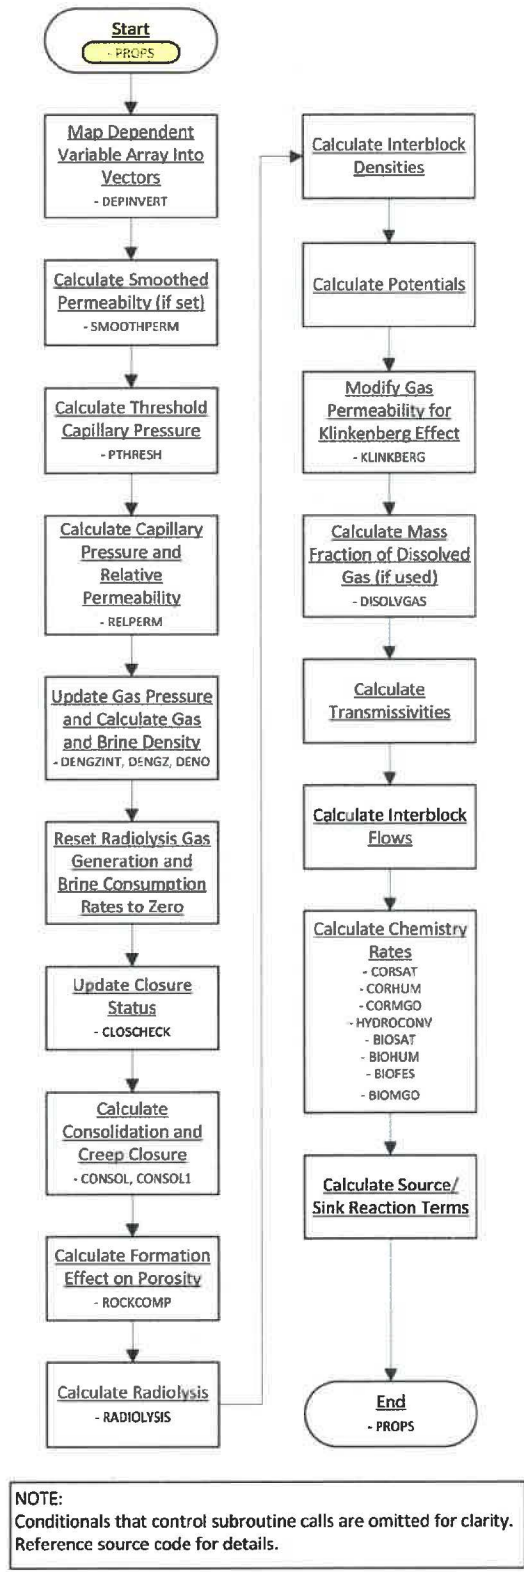 Start
- PROPS
Map Dependent
Variable Array Into
Vectors
- DEPINVERT
Calculate Smoothed
Permeabilty (if set)
- SMOOTHPERM
Calculate Threshold
Capillary Pressure
- PTHRESH
Calculate Capillary
Pressure and
Relative
Permeability
- RELPERM
Update Gas Pressure
and Calculate Gas
and Brine Density
- DENGZINT, DENGZ, DENO
Reset Radiolysis Gas
Generation and
Brine Consumption
Rates to Zero
Update Closure
Status
- CLOSCHECK
Calculate
Consolidation and
Creep Closure
- CONSOL, CONSOL1
Calculate Formation
Effect on Porosity
- ROCKCOMP
Calculate Radiolysis
- RADIOLYSIS
Calculate Interblock
Densities
Calculate Potentials
Modify Gas
Permeability for
Klinkenberg Effect
- KLINKBERG
Calculate Mass
Fraction of Dissolved
Gas (if used)
- DISOLVGAS
Calculate
Transmissivities
Calculate Interblock
Flows
Calculate Chemistry
Rates
- CORSAT
- CORHUM
- CORMGO
- HYDROCONV
- BIOSAT
- BIOHUM
- BIOFES
- BIOMGO
Calculate Source/
Sink Reaction Terms
End
- PROPS
NOTE:
Conditionals that control subroutine calls are omitted for clarity.
Reference source code for details.